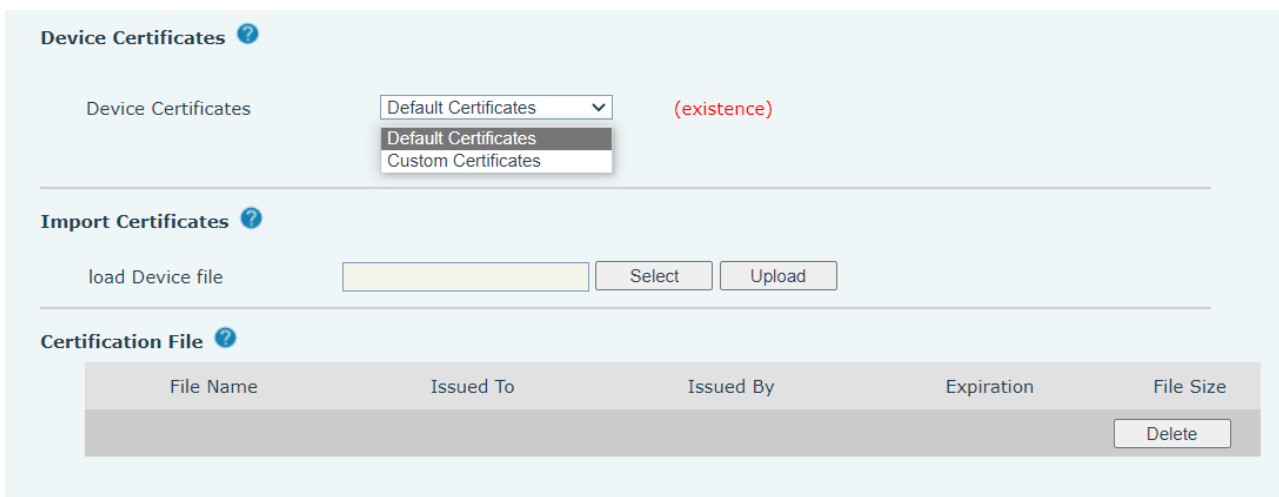 Device Certificates ?
Device Certificates Default Certificates (existence)
Default Certificates
Custom Certificates
Import Certificates ?
load Device file Select Upload
Certification File ?
File Name Issued To Issued By Expiration File Size
Delete